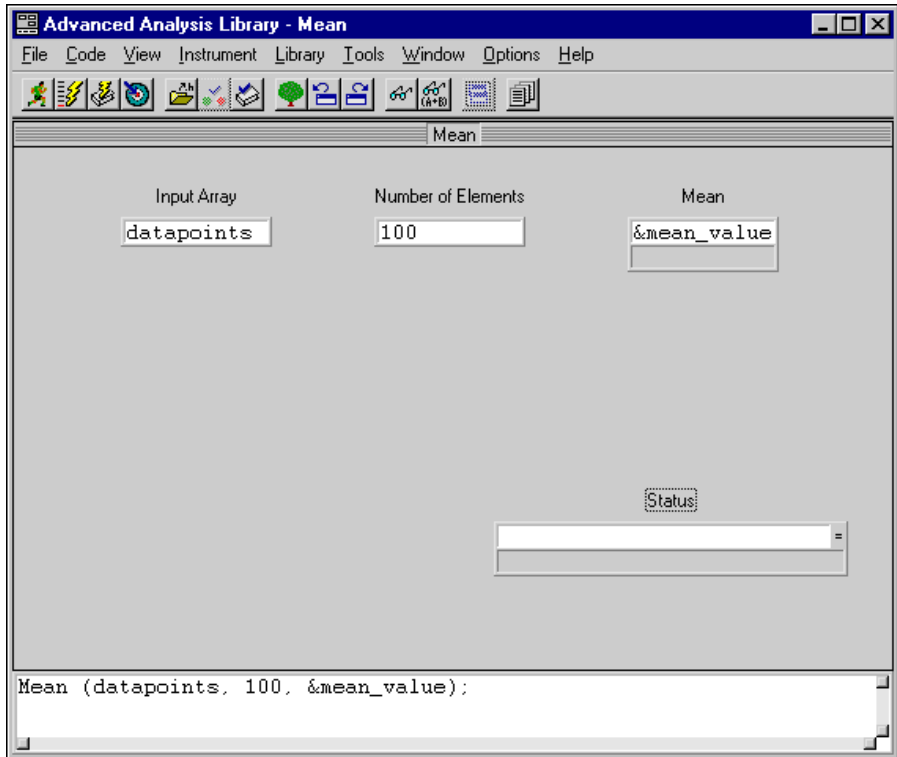 Advanced Analysis Library - Mean
File Code View Instrument Library Tools Window Options Help
(A+B)
Mean
Input Array Number of Elements Mean
datapoints 100 &mean_value
Status
=
Mean (datapoints, 100, &mean_value);